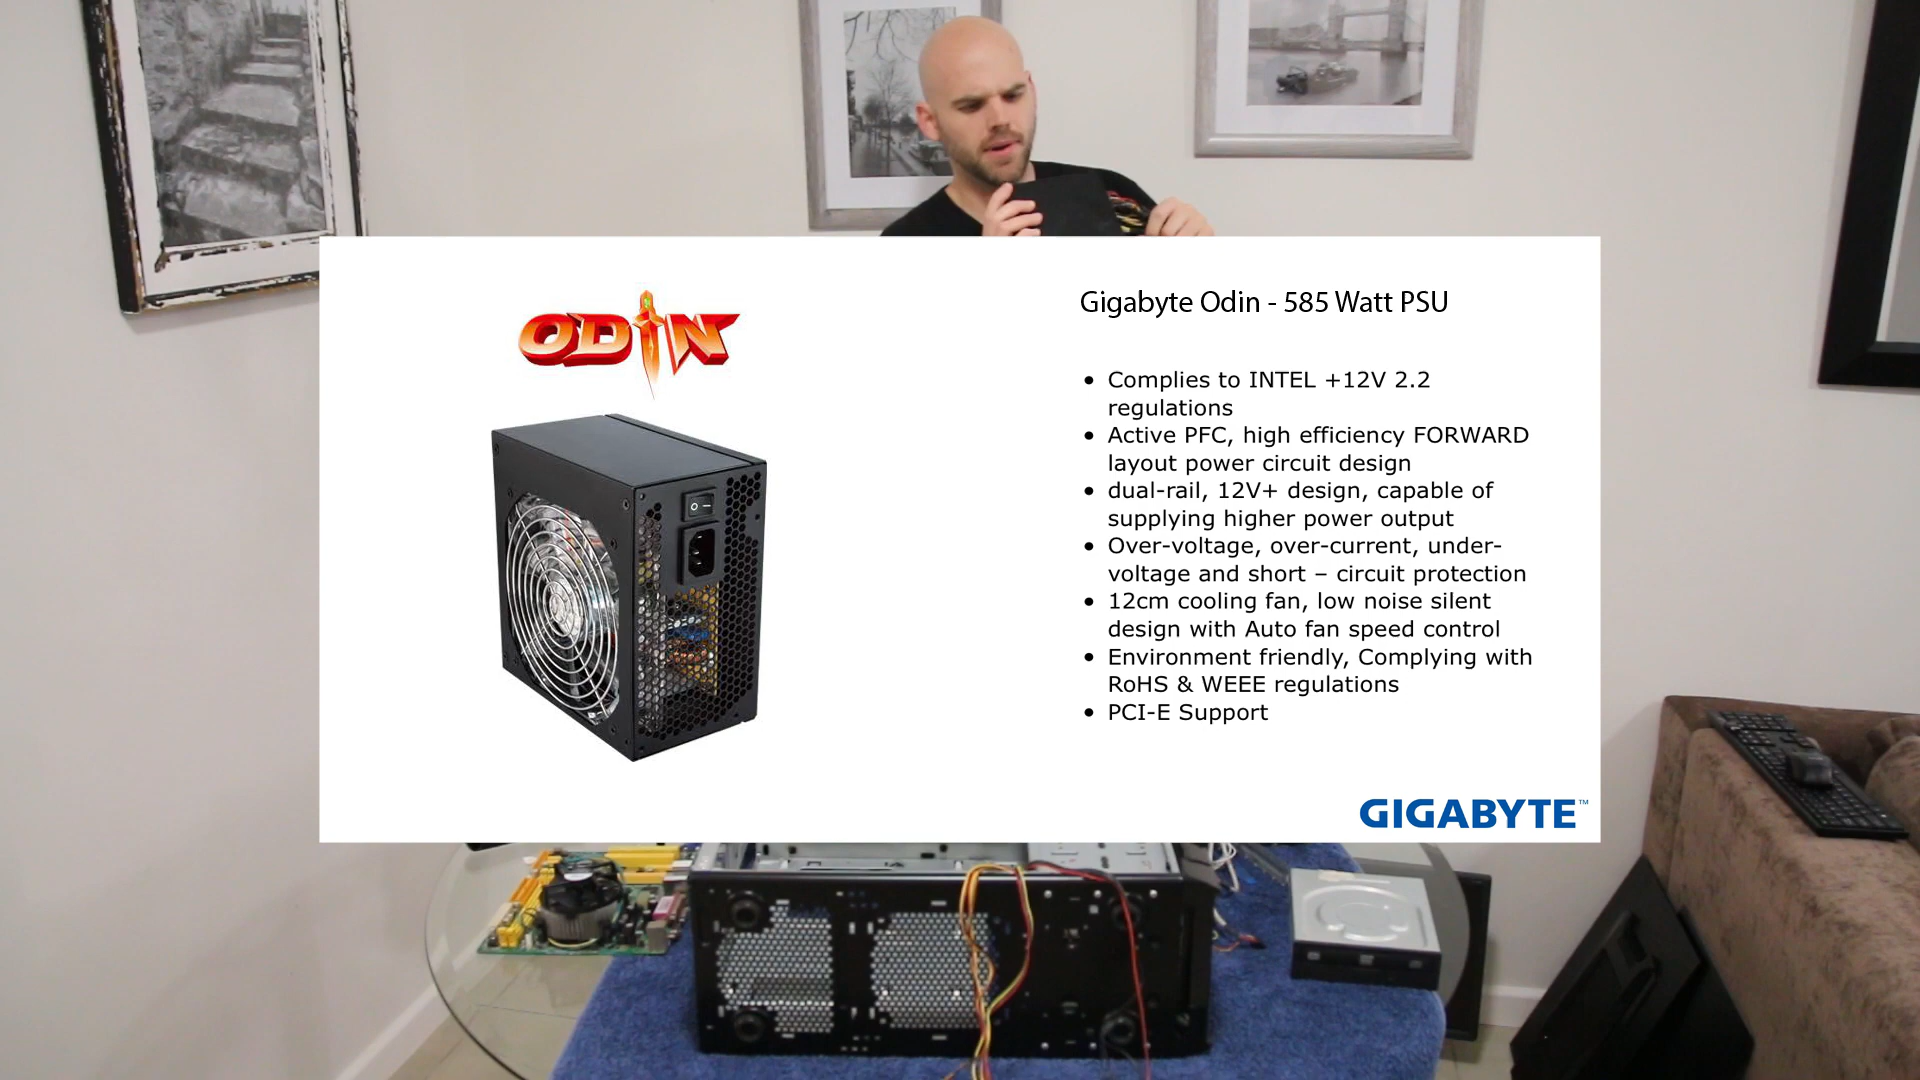 ODIN
Gigabyte Odin - 585 Watt PSU
• Complies to INTEL +12V 2.2
regulations
• Active PFC, high efficiency FORWARD
layout power circuit design
• dual-rail, 12V+ design, capable of
supplying higher power output
• Over-voltage, over-current, under-
voltage and short – circuit protection
• 12cm cooling fan, low noise silent
design with Auto fan speed control
• Environment friendly, Complying with
RoHS & WEEE regulations
• PCI-E Support
GIGABYTE™